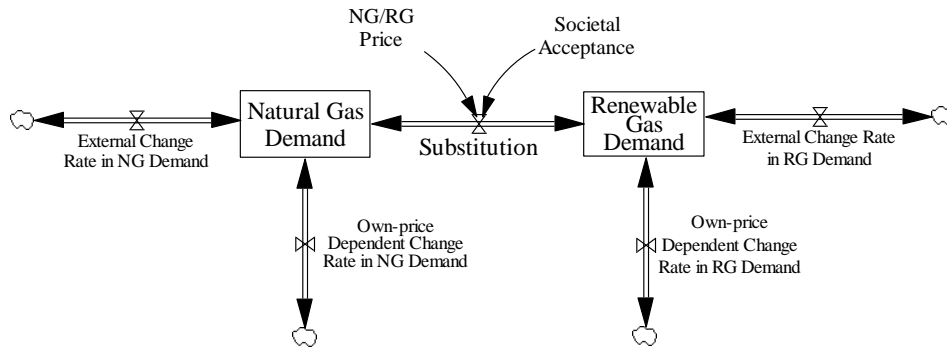 NG/RG
Price
Societal
Acceptance
Natural Gas
Demand
Renewable
Gas
Demand
External Change
Rate in NG Demand
Substitution
External Change Rate
in RG Demand
Own-price
Dependent Change
Rate in NG Demand
Own-price
Dependent Change
Rate in RG Demand